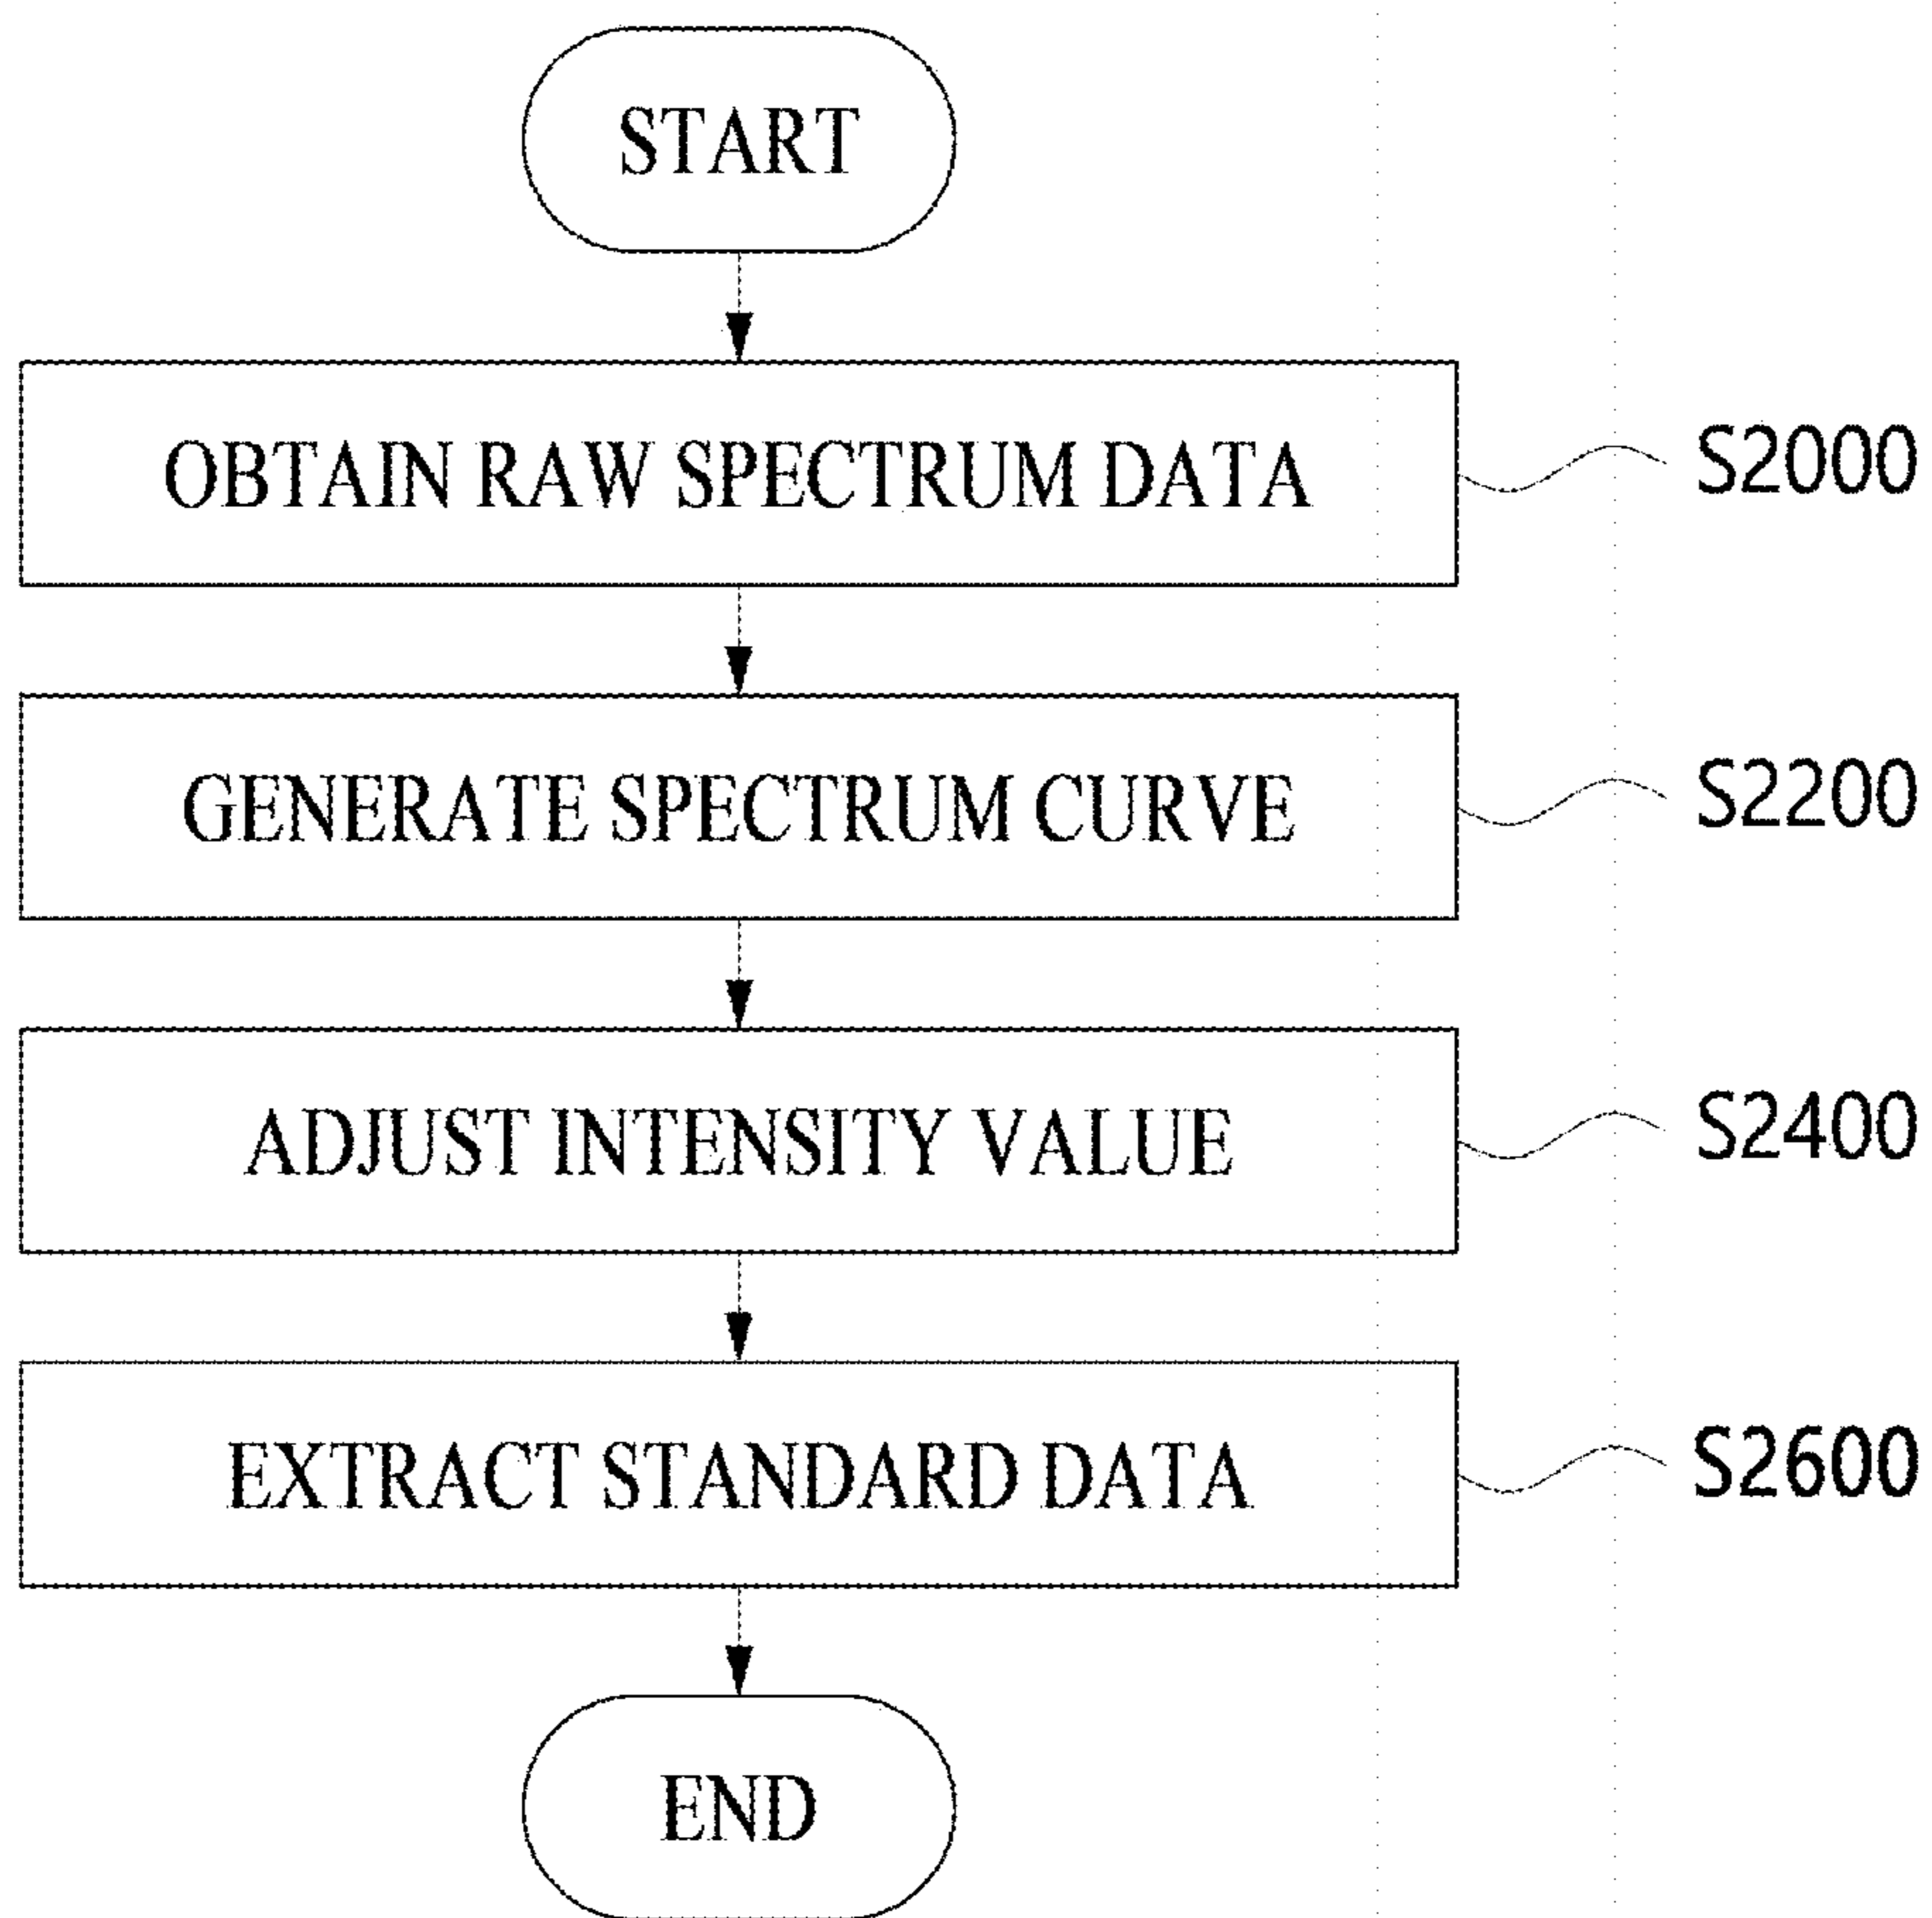 START
OBTAIN RAW SPECTRUM DATA
S2000
GENERATE SPECTRUM CURVE
S2200
ADJUST INTENSITY VALUE
S2400
EXTRACT STANDARD DATA
S2600
END